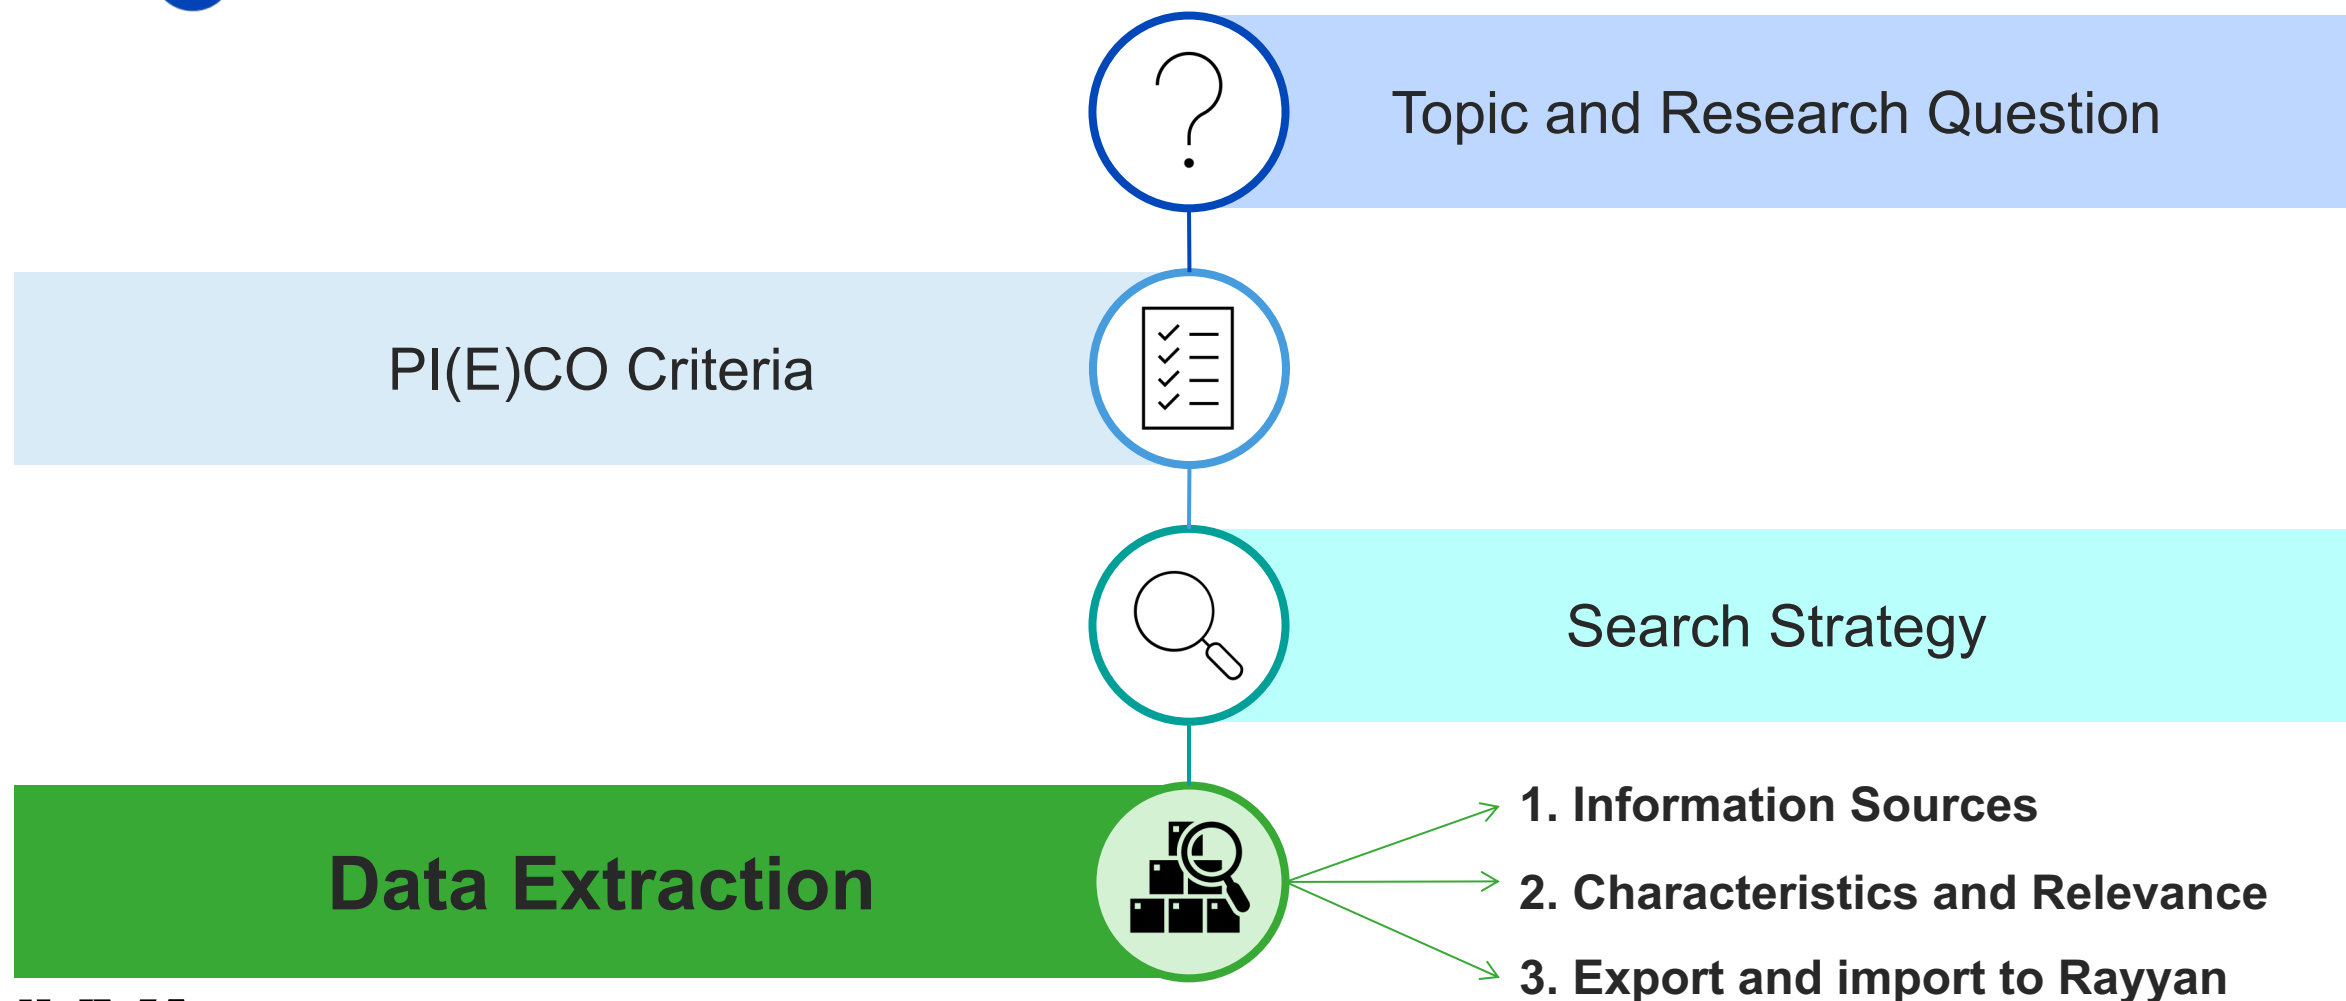 Topic and Research Question
PI(E)CO Criteria
Search Strategy
Data Extraction
1. Information Sources
2. Characteristics and Relevance
3. Export and import to Rayyan